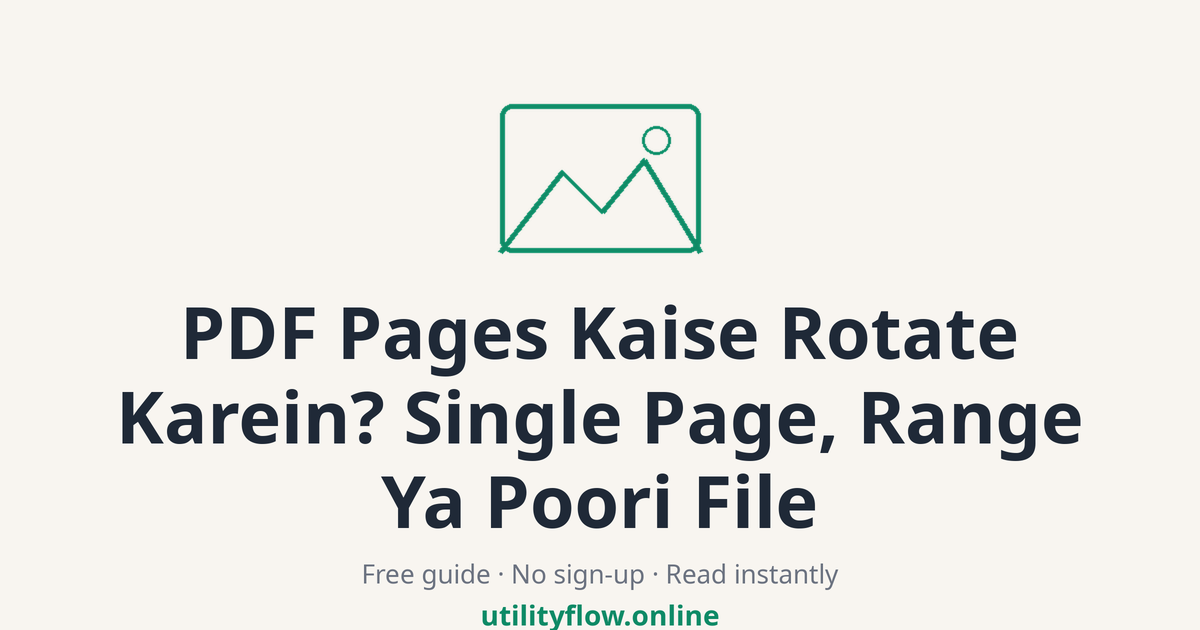 PDF Pages Kaise Rotate
Karein? Single Page, Range
Ya Poori File
Free guide · No sign-up · Read instantly
utilityflow.online